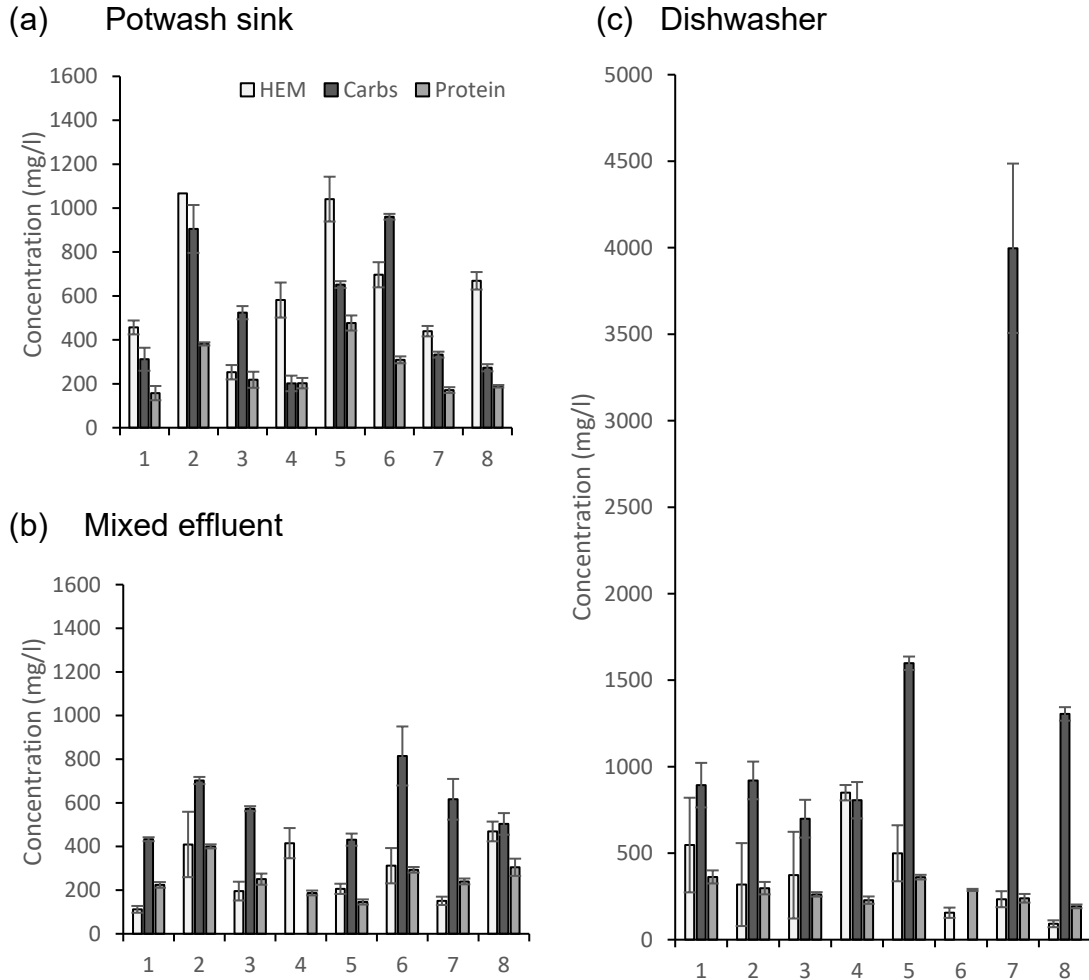 (a) Potwash sink
1600
1400
1200
1000
800
600
400
200
0
Concentration (mg/l)
HEM Carbs Protein
1 2 3 4 5 6 7 8
(b) Mixed effluent
1600
1400
1200
1000
800
600
400
200
0
Concentration (mg/l)
1 2 3 4 5 6 7 8
(c) Dishwasher
5000
4500
4000
3500
3000
2500
2000
1500
1000
500
0
Concentration (mg/l)
1 2 3 4 5 6 7 8